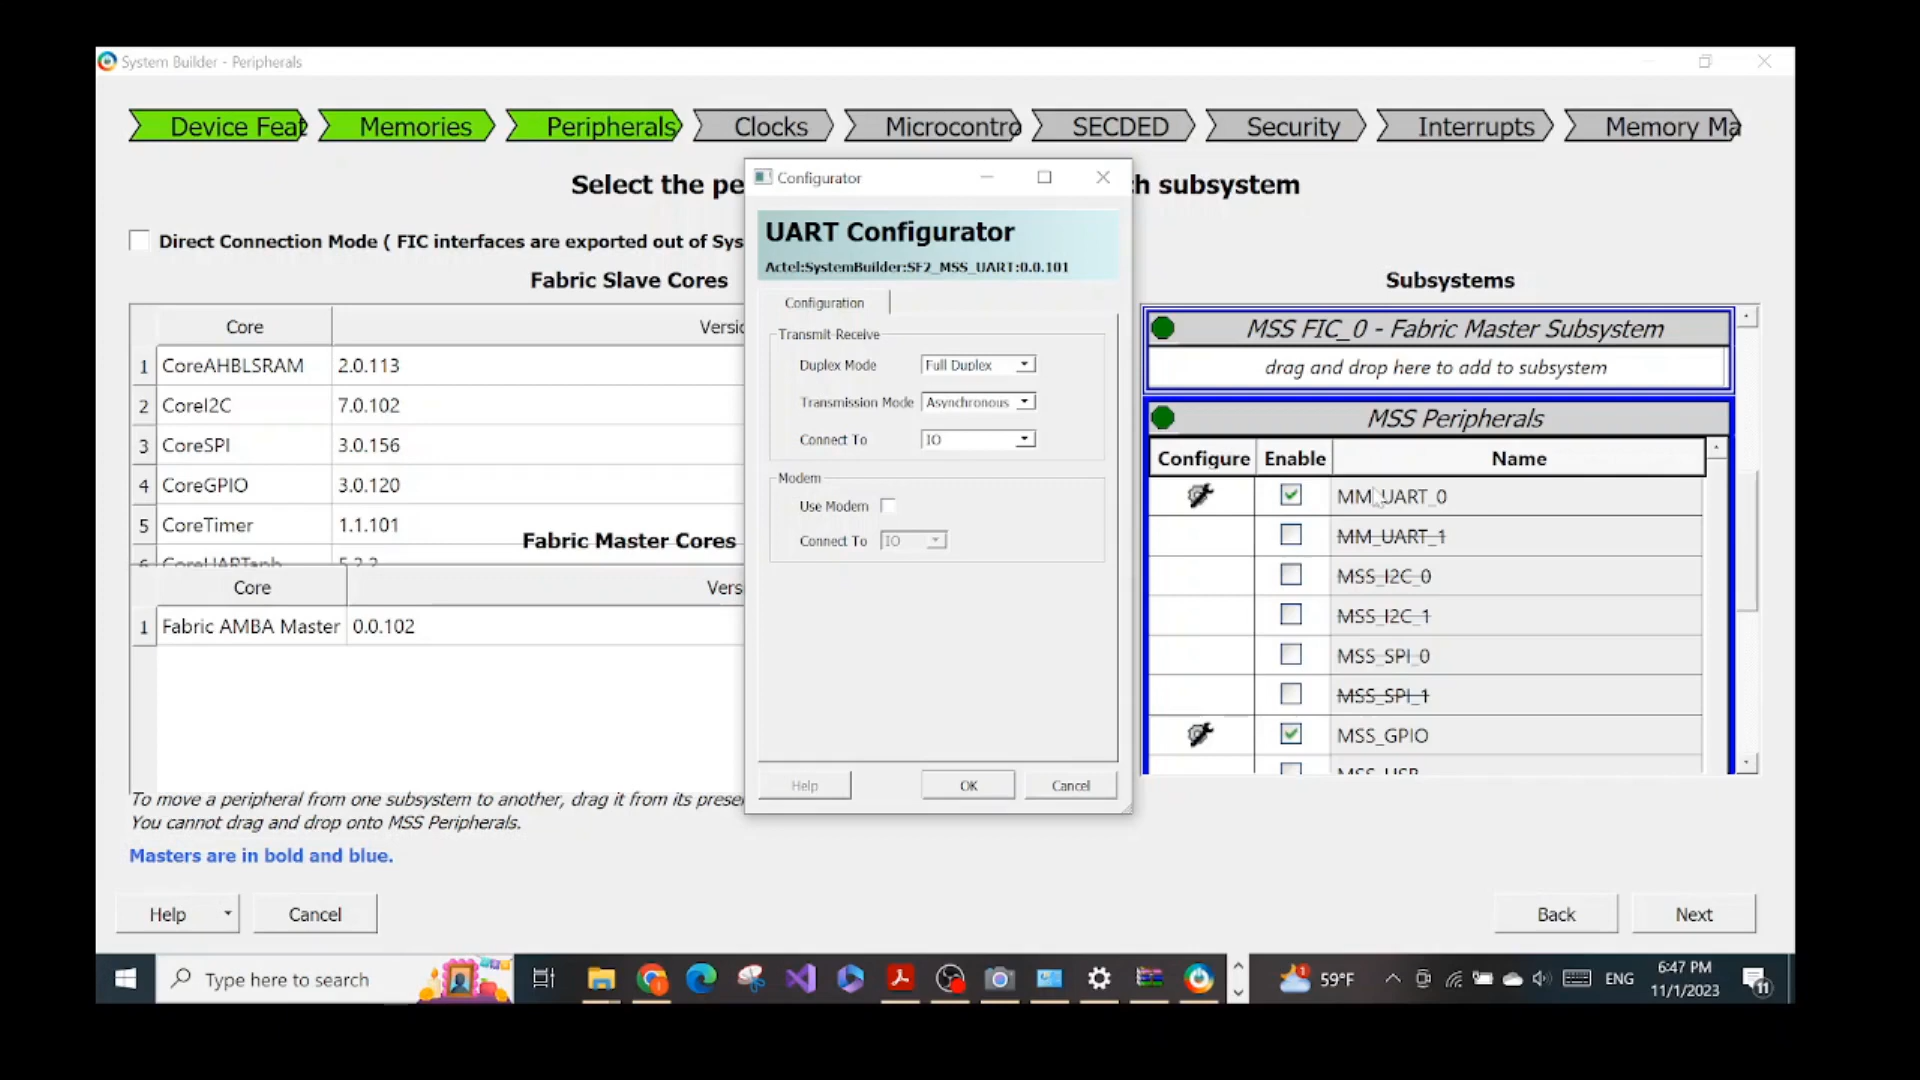 System Builder - Peripherals
Device Feat
Memories
Peripherals
Clocks
Microcontro
SECDED
Security
Interrupts
Memory Ma
Select the pe
h subsystem
Direct Connection Mode ( FIC interfaces are exported out of Sys
Fabric Slave Cores
Core Versio
1 CoreAHBLSRAM 2.0.113
2 CoreI2C 7.0.102
3 CoreSPI 3.0.156
4 CoreGPIO 3.0.120
5 CoreTimer 1.1.101
6 CoreUARTapb 5.2.2
Fabric Master Cores
Core Versi
1 Fabric AMBA Master 0.0.102
To move a peripheral from one subsystem to another, drag it from its prese
You cannot drag and drop onto MSS Peripherals.
Masters are in bold and blue.
Configurator
UART Configurator
Actel:SystemBuilder:SF2_MSS_UART:0.0.101
Configuration
Transmit-Receive
Duplex Mode Full Duplex
Transmission Mode Asynchronous
Connect To IO
Modem
Use Modem
Connect To IO
Help OK Cancel
Subsystems
MSS FIC_0 - Fabric Master Subsystem
drag and drop here to add to subsystem
MSS Peripherals
Configure Enable Name
MM_UART_0
MM_UART_1
MSS_I2C_0
MSS_I2C_1
MSS_SPI_0
MSS_SPI_1
MSS_GPIO
MSS_USB
Help Cancel Back Next
Type here to search
59°F
ENG
6:47 PM
11/1/2023
11